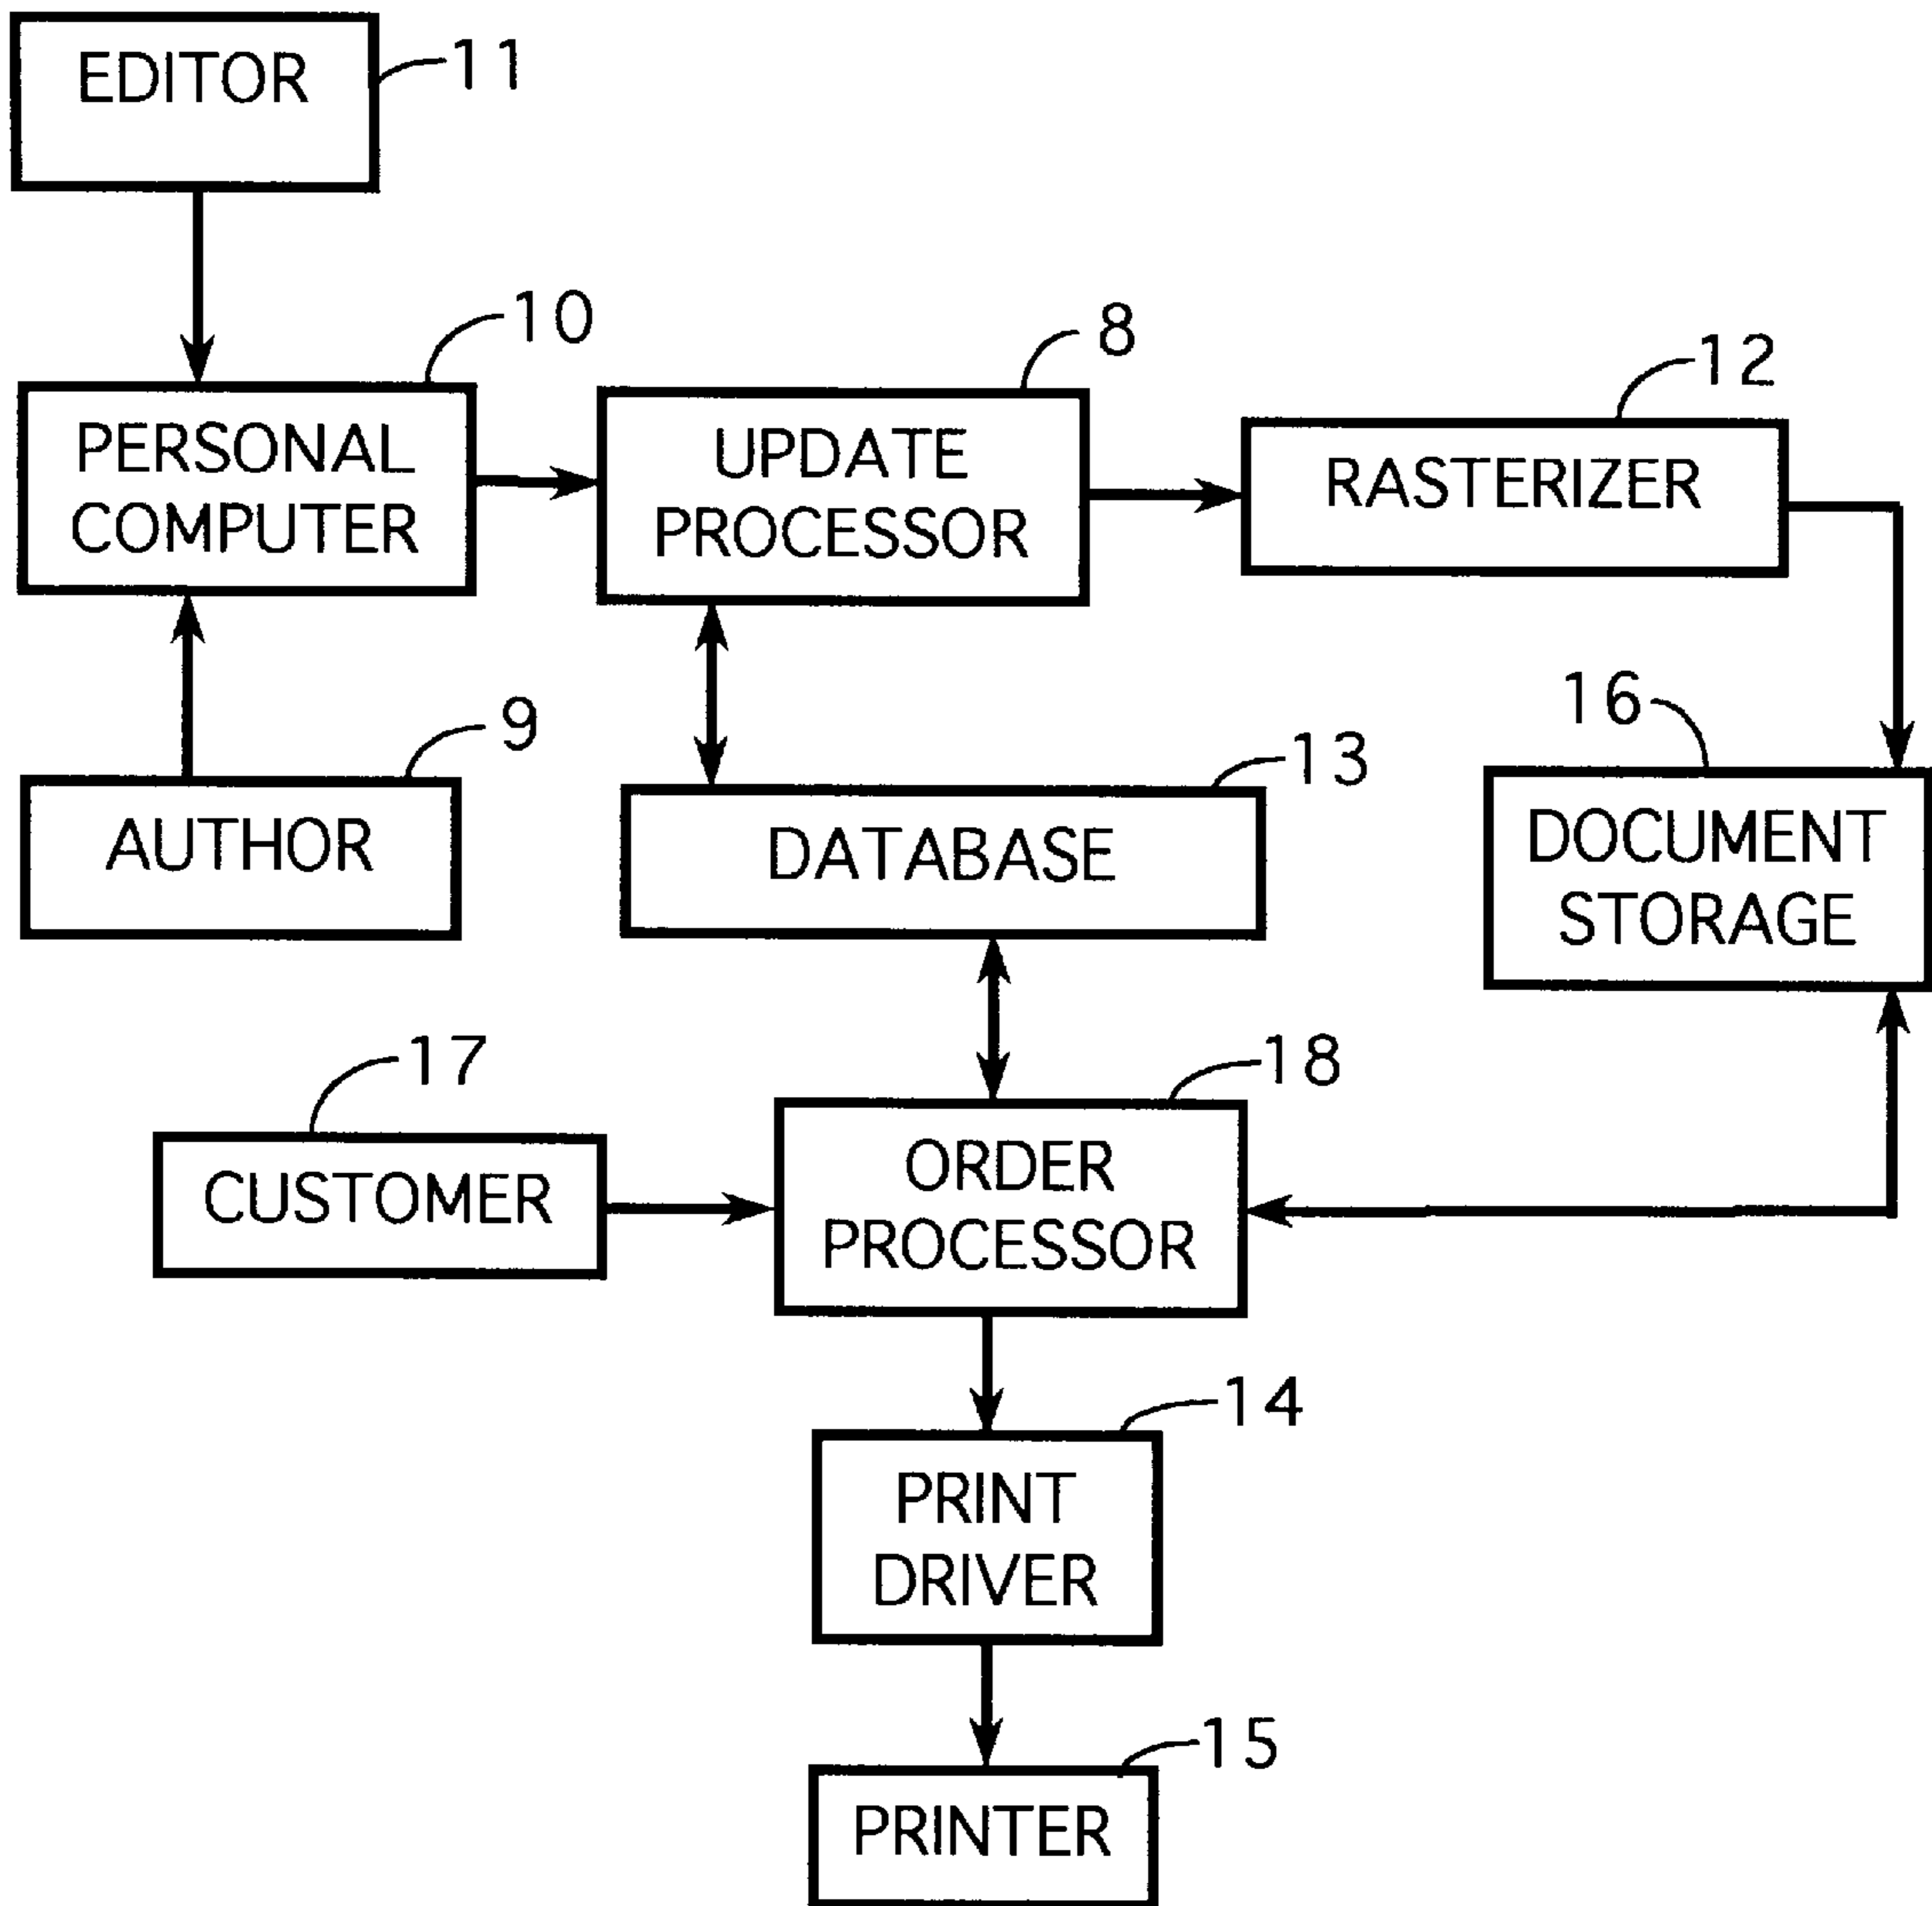 EDITOR
11
10
8
12
PERSONAL
COMPUTER
UPDATE
PROCESSOR
RASTERIZER
9
16
13
AUTHOR
DATABASE
DOCUMENT
STORAGE
17
18
CUSTOMER
ORDER
PROCESSOR
14
PRINT
DRIVER
15
PRINTER